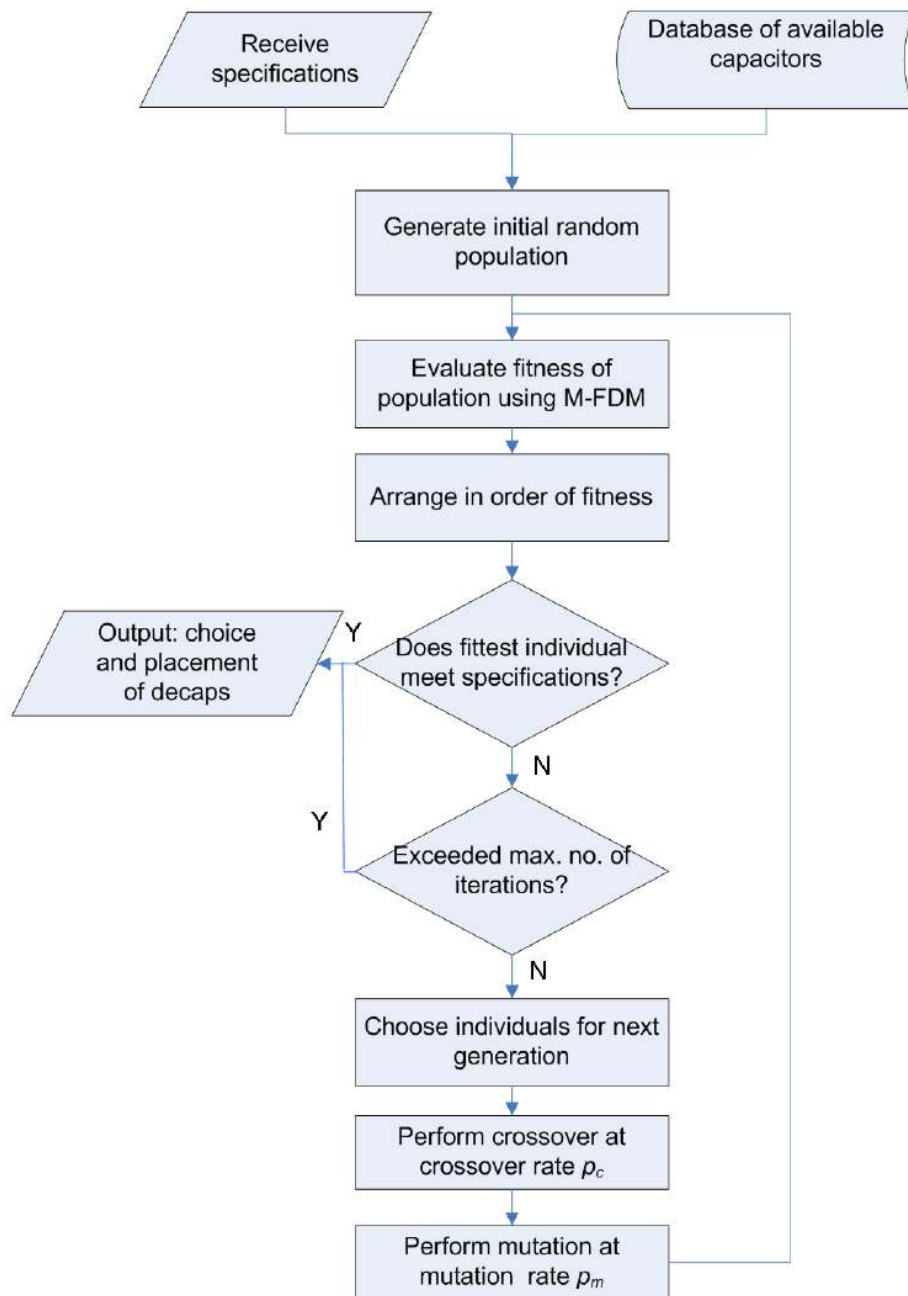 Receive
specifications
Database of available
capacitors
Generate initial random
population
Evaluate fitness of
population using M-FDM
Arrange in order of fitness
Output: choice
and placement
of decaps
Y
Does fittest individual
meet specifications?
N
Y
Exceeded max. no. of
iterations?
N
Choose individuals for next
generation
Perform crossover at
crossover rate pc
Perform mutation at
mutation rate pm